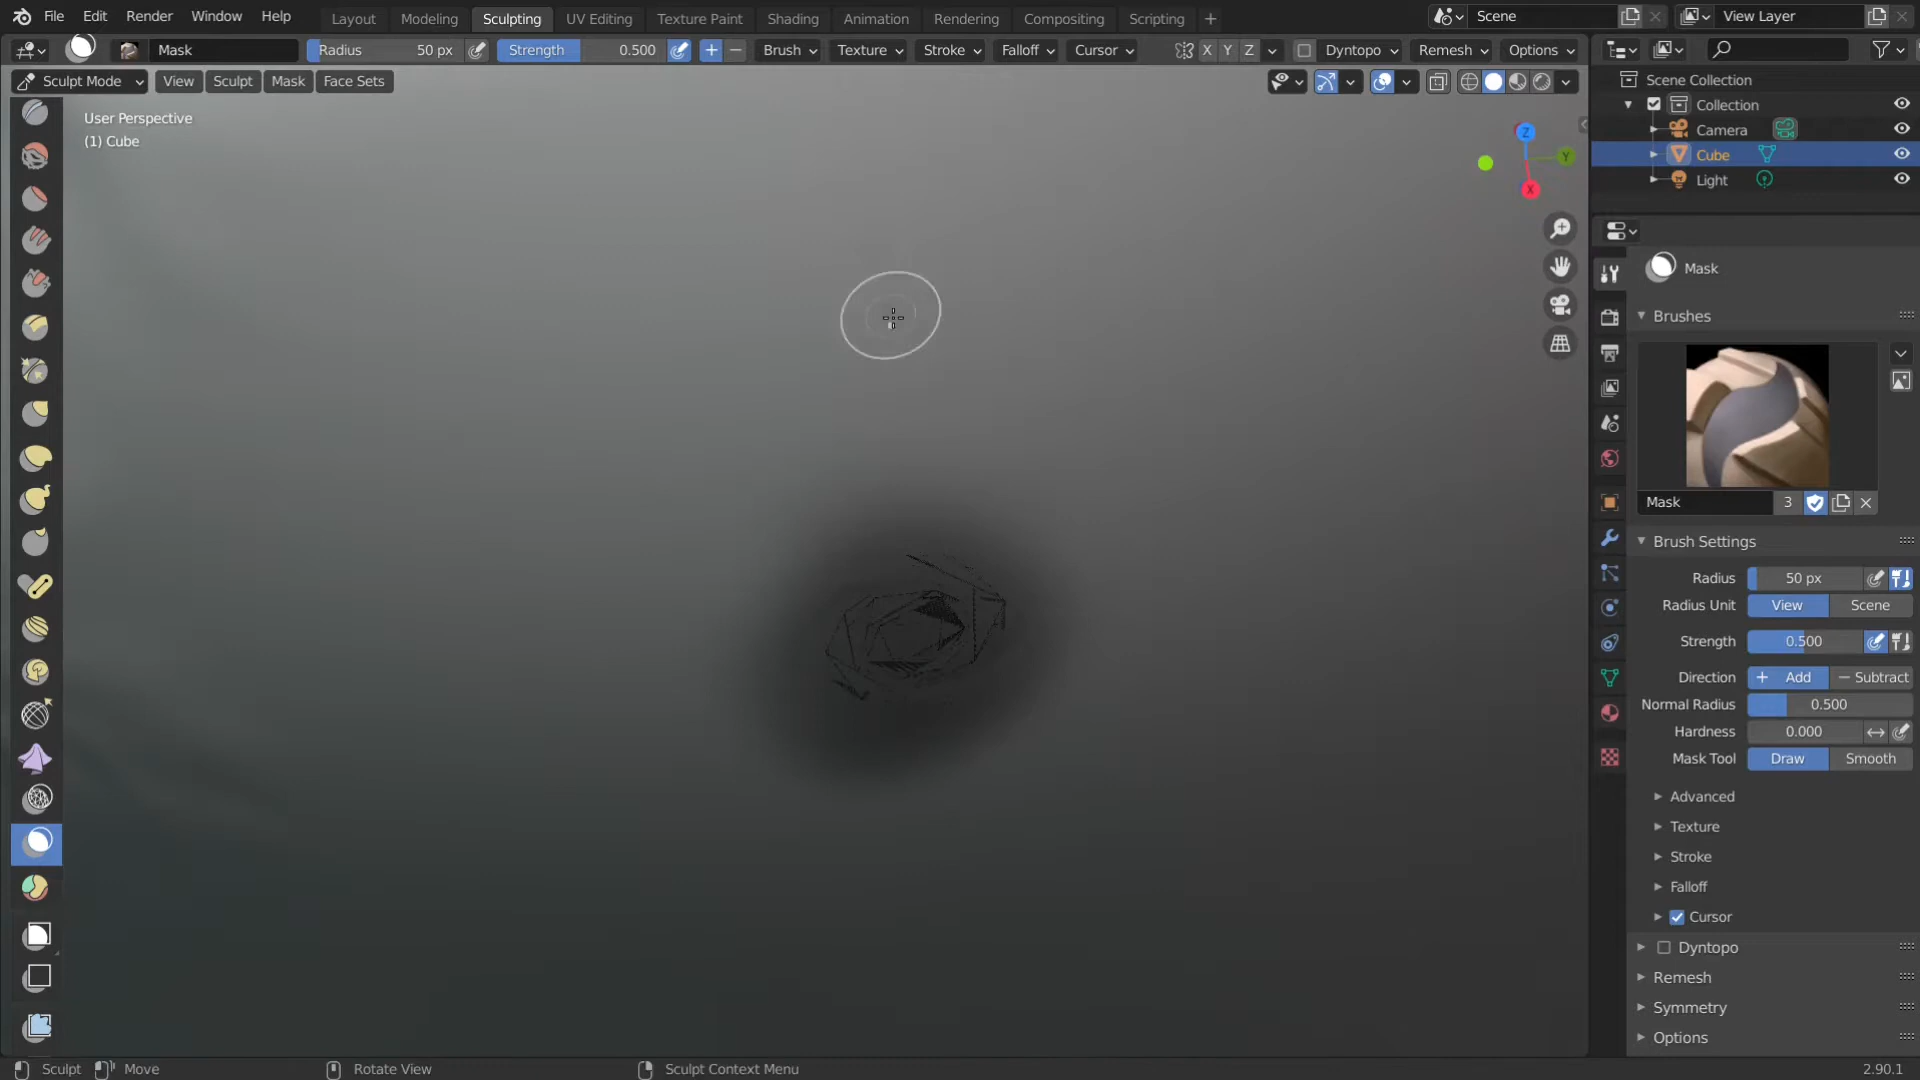 File Edit Render Window Help Layout Modeling Sculpting UV Editing Texture Paint Shading Animation Rendering Compositing Scripting + Scene View Layer
Mask Radius 50 px Strength 0.500 Brush Texture Stroke Falloff Cursor X Y Z Dyntopo Remesh Options
Sculpt Mode View Sculpt Mask Face Sets
Scene Collection
Collection
Camera
Cube
Light
User Perspective
(1) Cube
Z
Y
X
Mask
Brushes
Mask 3
Brush Settings
Radius 50 px
Radius Unit View Scene
Strength 0.500
Direction + Add − Subtract
Normal Radius 0.500
Hardness 0.000
Mask Tool Draw Smooth
Advanced
Texture
Stroke
Falloff
Cursor
Dyntopo
Remesh
Symmetry
Options
Sculpt Move Rotate View Sculpt Context Menu 2.90.1